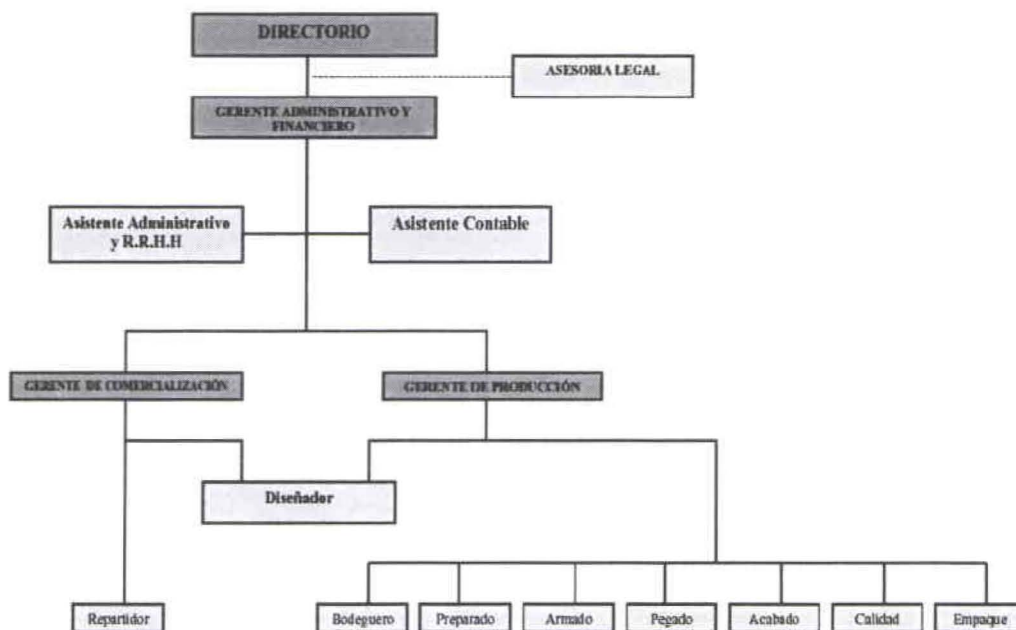 DIRECTORIO
ASESORIA LEGAL
GERENTE ADMINISTRATIVO Y
FINANCIERO
Asistente Administrativo
y R.R.H.H
Asistente Contable
GERENTE DE COMERCIALIZACIÓN
GERENTE DE PRODUCCIÓN
Diseñador
Repartidor
Bodeguero
Preparado
Armado
Pegado
Acabado
Calidad
Empaque